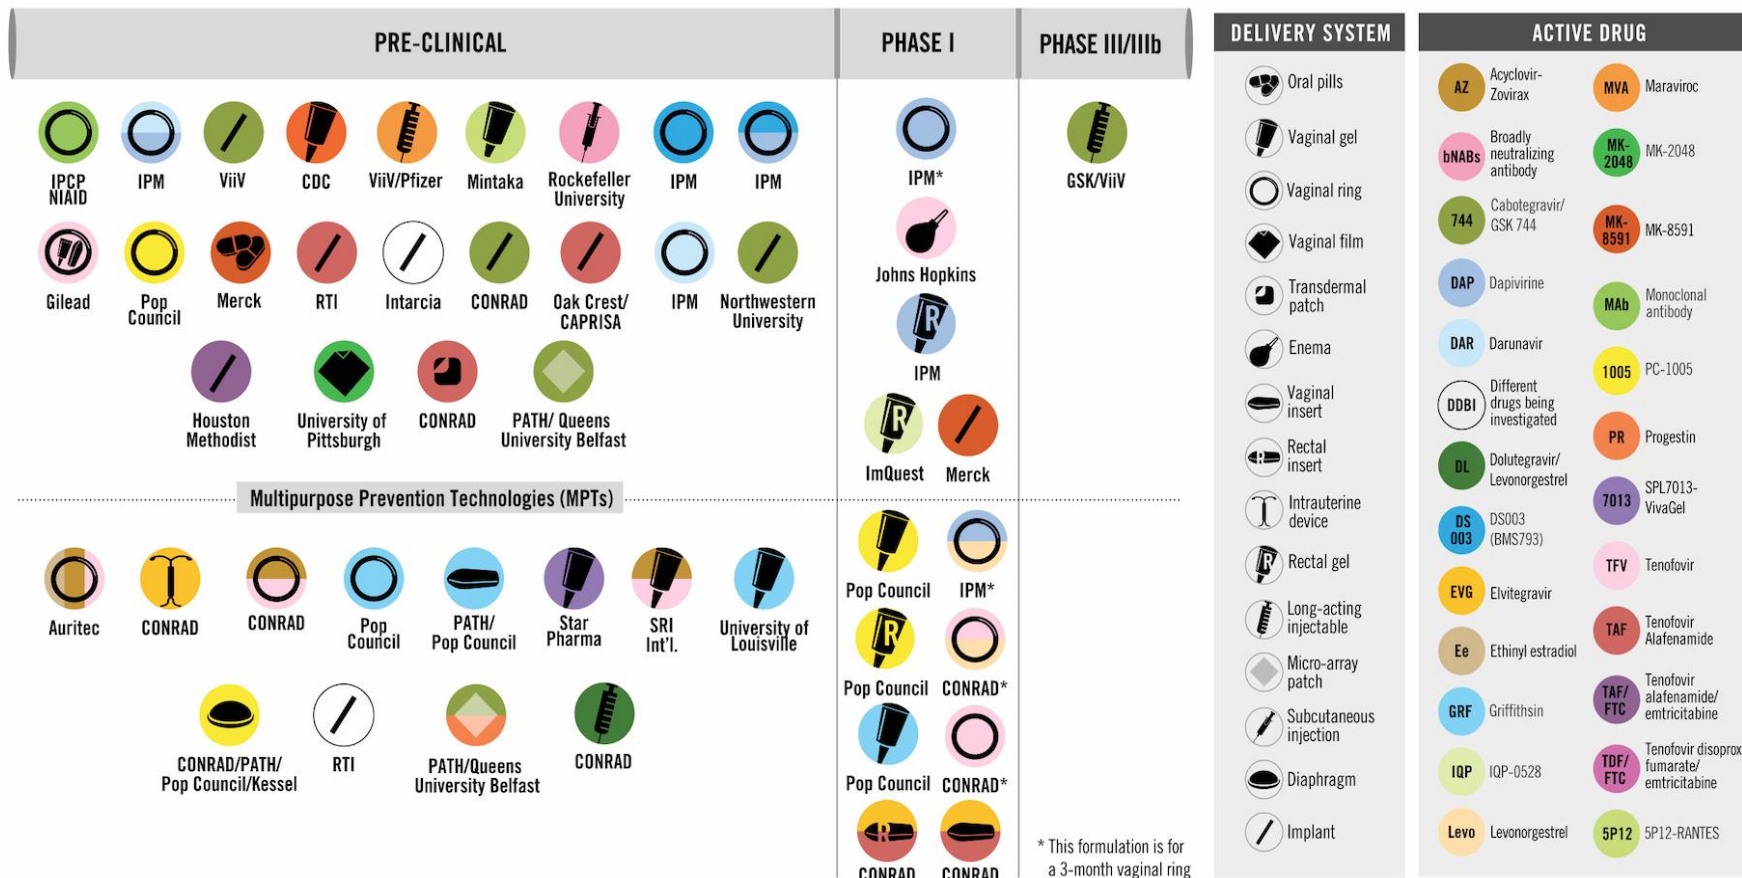 PRE-CLINICAL
PHASE I
PHASE III/IIIb
IPCP
NIAID
IPM
ViiV
CDC
ViiV/Pfizer
Mintaka
Rockefeller
University
IPM
IPM
Gilead
Pop
Council
Merck
RTI
Intarcia
CONRAD
Oak Crest/
CAPRISA
IPM
Northwestern
University
Houston
Methodist
University of
Pittsburgh
CONRAD
PATH/ Queens
University Belfast
IPM*
Johns Hopkins
R
IPM
R
ImQuest
Merck
GSK/ViiV
Multipurpose Prevention Technologies (MPTs)
Auritec
CONRAD
CONRAD
Pop
Council
PATH/
Pop Council
Star
Pharma
SRI
Int'l.
University of
Louisville
CONRAD/PATH/
Pop Council/Kessel
RTI
PATH/Queens
University Belfast
CONRAD
Pop Council
IPM*
R
Pop Council
CONRAD*
Pop Council
CONRAD*
R
CONRAD
CONRAD
* This formulation is for
a 3-month vaginal ring
DELIVERY SYSTEM
Oral pills
Vaginal gel
Vaginal ring
Vaginal film
Transdermal
patch
Enema
Vaginal
insert
R
Rectal
insert
Intrauterine
device
R
Rectal gel
Long-acting
injectable
Micro-array
patch
Subcutaneous
injection
Diaphragm
Implant
ACTIVE DRUG
AZ
Acyclovir-
Zovirax
bNABs
Broadly
neutralizing
antibody
744
Cabotegravir/
GSK 744
DAP
Dapivirine
DAR
Darunavir
DDBI
Different
drugs being
investigated
DL
Dolutegravir/
Levonorgestrel
DS
003
DS003
(BMS793)
EVG
Elvitegravir
Ee
Ethinyl estradiol
GRF
Griffithsin
IQP
IQP-0528
Levo
Levonorgestrel
MVA
Maraviroc
MK-
2048
MK-2048
MK-
8591
MK-8591
MAb
Monoclonal
antibody
1005
PC-1005
PR
Progestin
7013
SPL7013-
VivaGel
TFV
Tenofovir
TAF
Tenofovir
Alafenamide
TAF/
FTC
Tenofovir
alafenamide/
emtricitabine
TDF/
FTC
Tenofovir disoprox
fumarate/
emtricitabine
5P12
5P12-RANTES